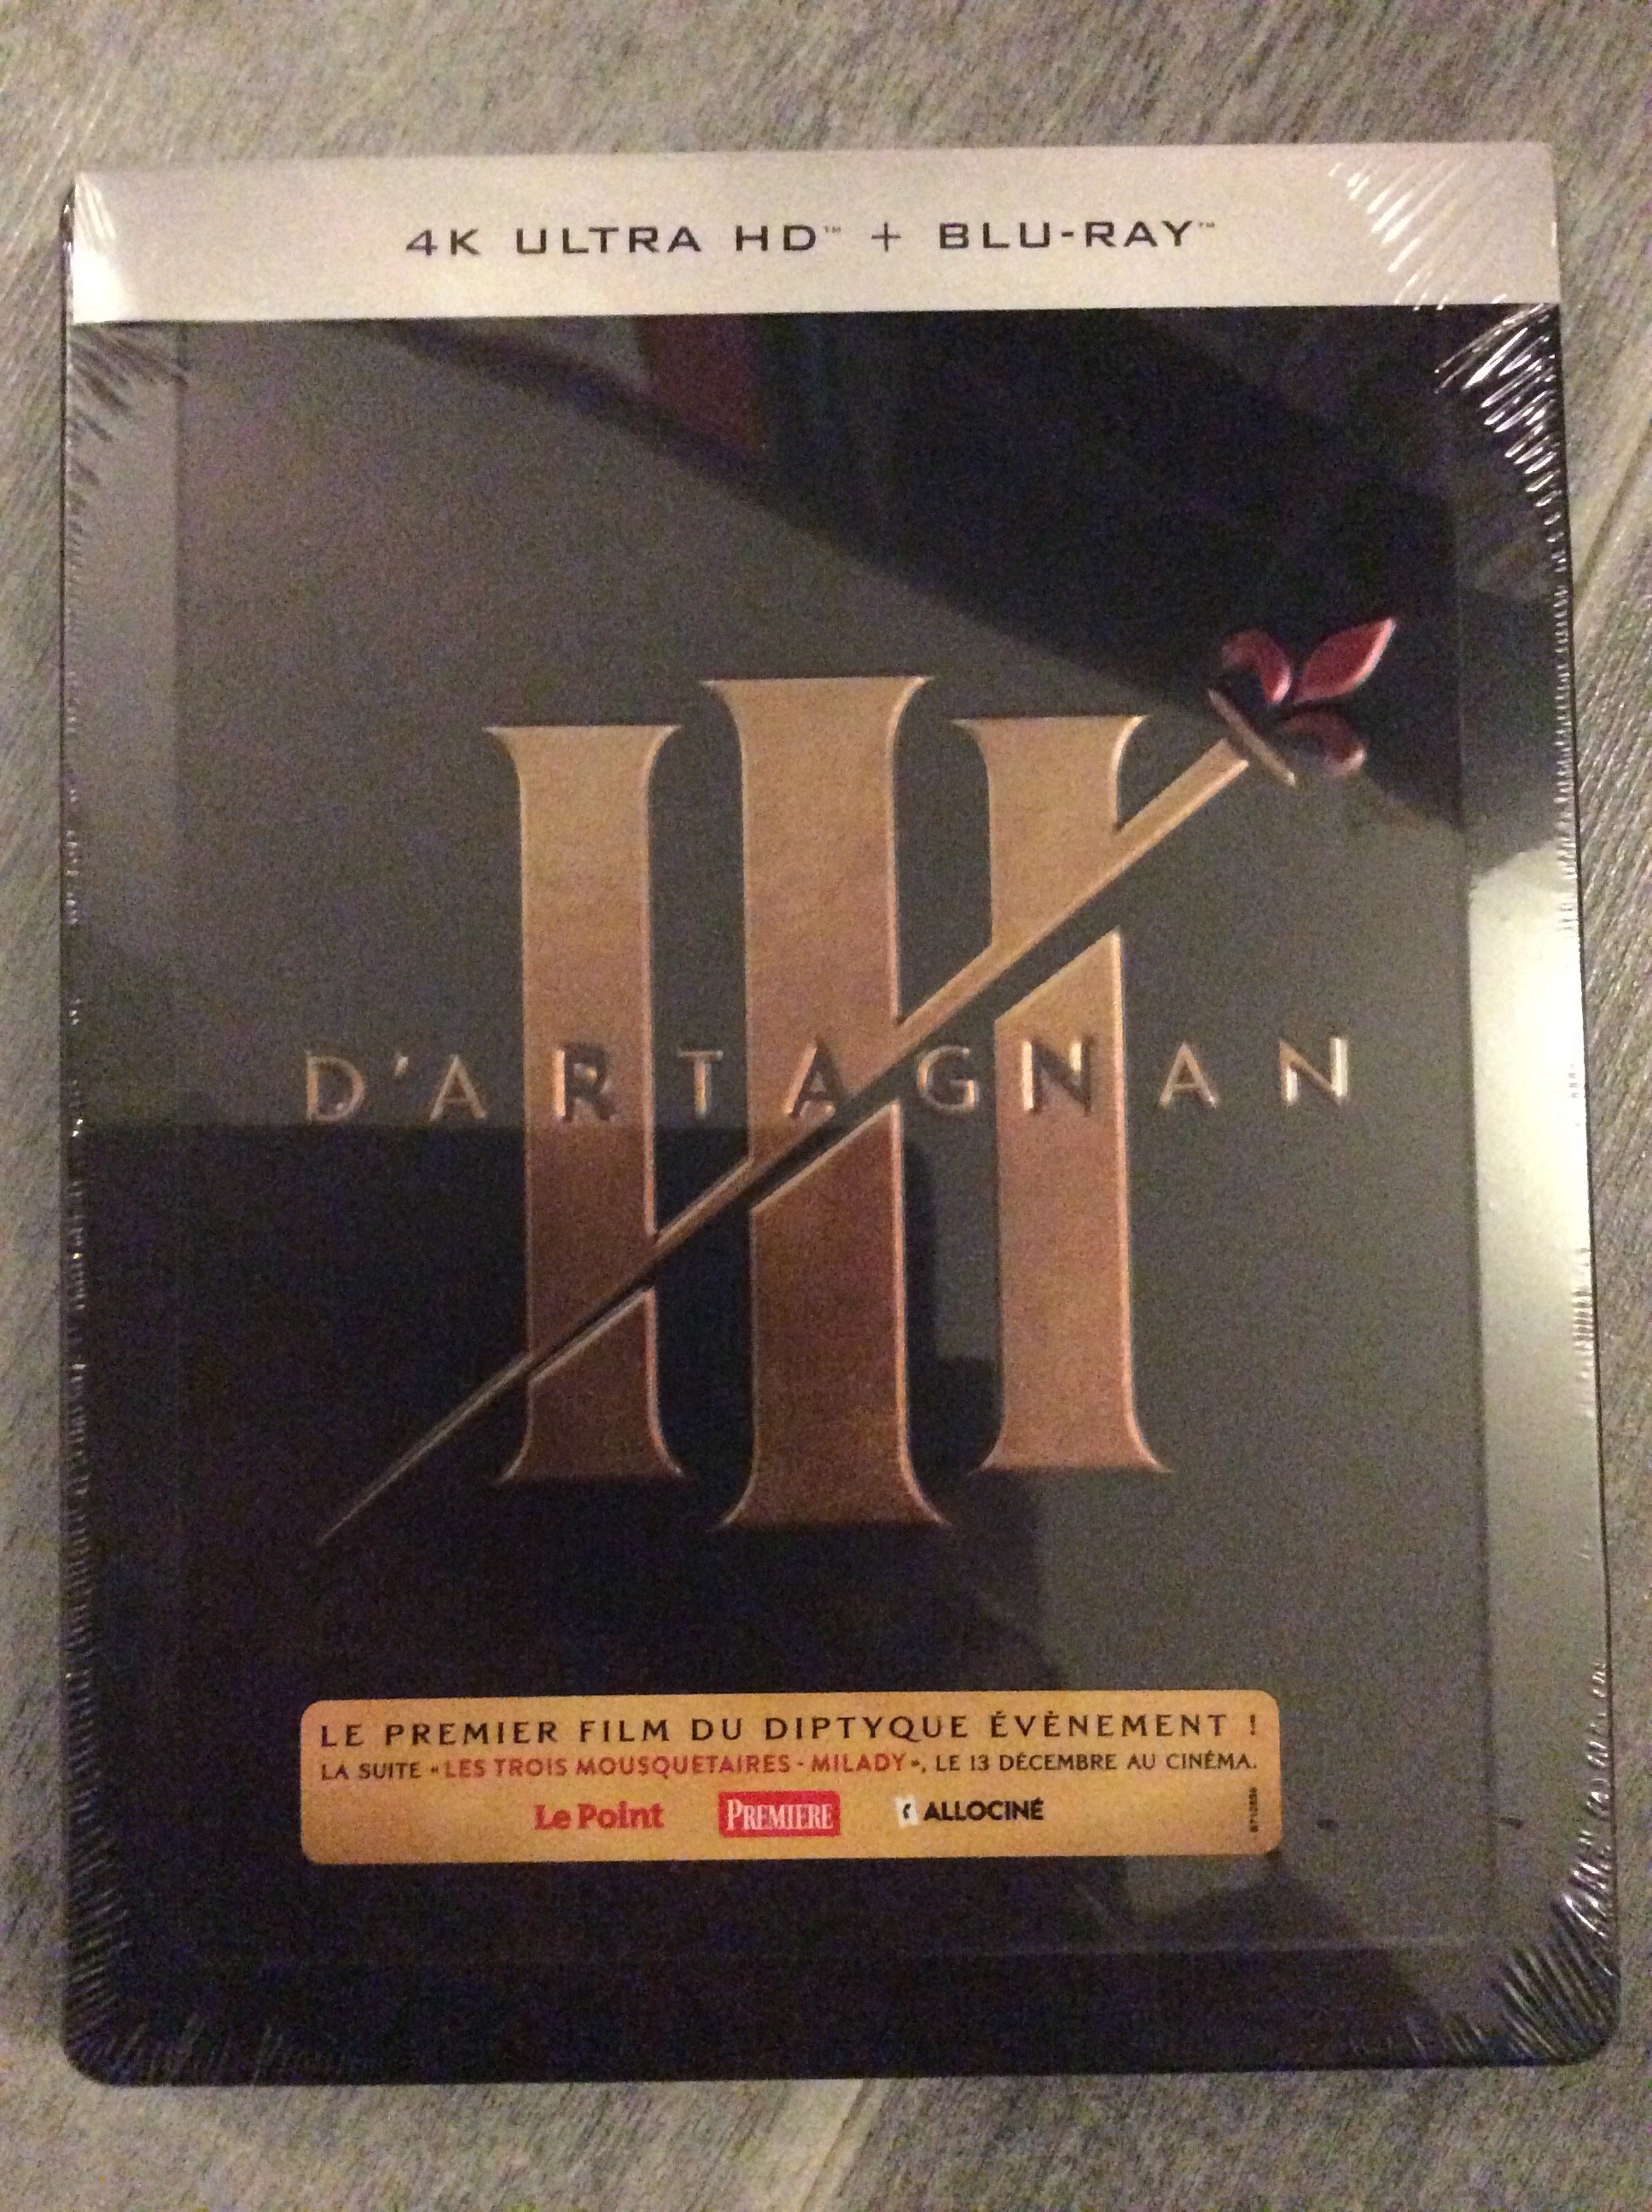 4K ULTRA HD™ + BLU-RAY™
III
D'ARTAGNAN
LE PREMIER FILM DU DIPTYQUE ÉVÈNEMENT !
LA SUITE «LES TROIS MOUSQUETAIRES - MILADY», LE 13 DÉCEMBRE AU CINÉMA.
Le Point PREMIERE ALLOCINÉ